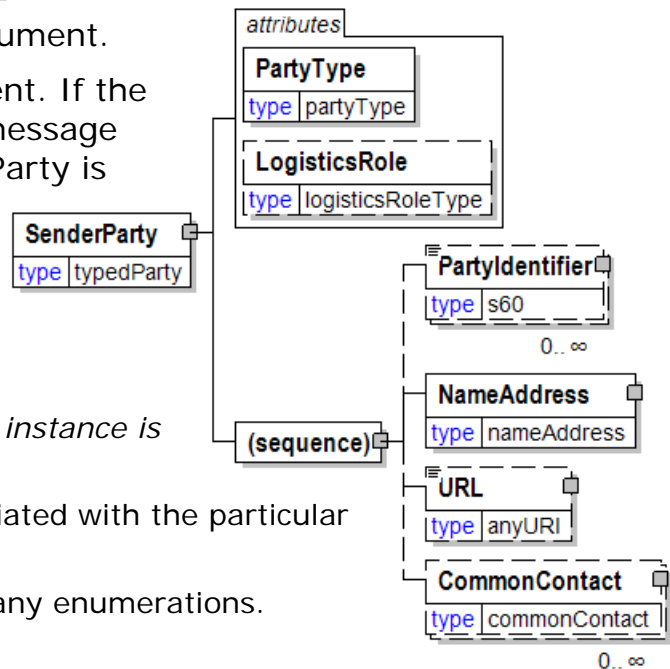 ument.
ent. If the
nessage
Party is
instance is
iated with the particular
any enumerations.
attributes
PartyType
type partyType
LogisticsRole
type logisticsRoleType
SenderParty
type typedParty
(sequence)
PartyIdentifier
type s60
0.. ∞
NameAddress
type nameAddress
URL
type anyURI
CommonContact
type commonContact
0.. ∞